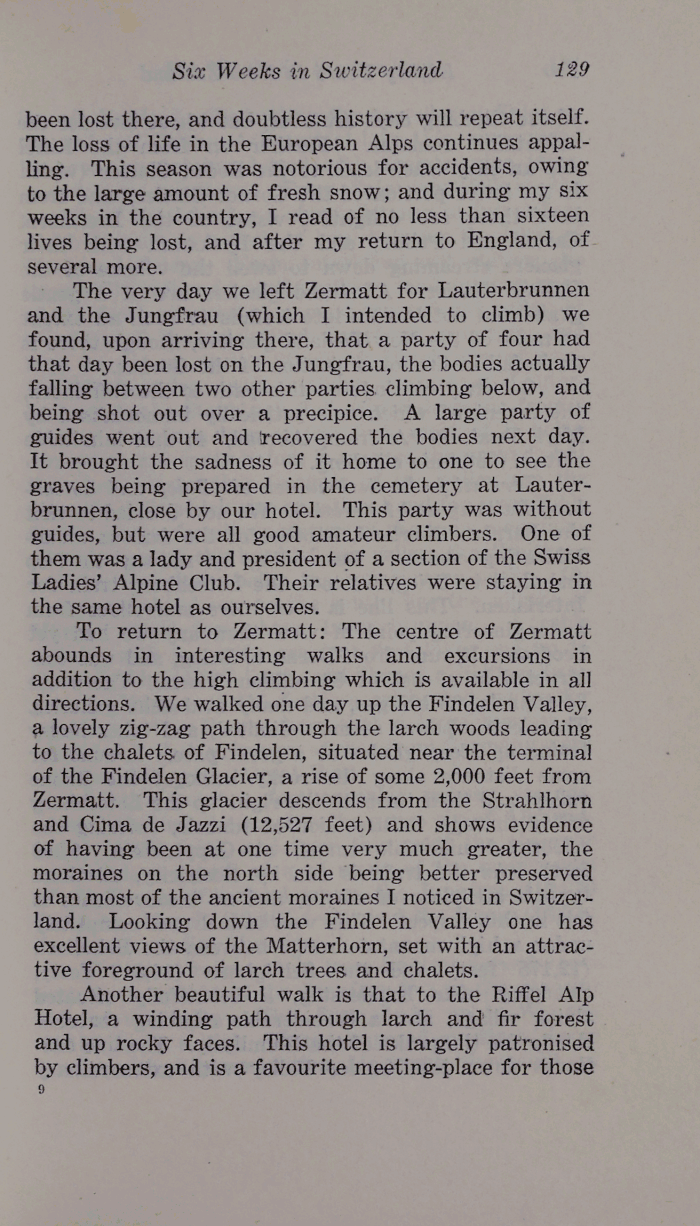 Six Weeks in Switzerland 129
been lost there, and doubtless history will repeat itself.
The loss of life in the European Alps continues appal-
ling. This season was notorious for accidents, owing
to the large amount of fresh snow; and during my six
weeks in the country, I read of no less than sixteen
lives being lost, and after my return to England, of
several more.
The very day we left Zermatt for Lauterbrunnen
and the Jungfrau (which I intended to climb) we
found, upon arriving there, that a party of four had
that day been lost on the Jungfrau, the bodies actually
falling between two other parties climbing below, and
being shot out over a precipice. A large party of
guides went out and recovered the bodies next day.
It brought the sadness of it home to one to see the
graves being prepared in the cemetery at Lauter-
brunnen, close by our hotel. This party was without
guides, but were all good amateur climbers. One of
them was a lady and president of a section of the Swiss
Ladies' Alpine Club. Their relatives were staying in
the same hotel as ourselves.
To return to Zermatt: The centre of Zermatt
abounds in interesting walks and excursions in
addition to the high climbing which is available in all
directions. We walked one day up the Findelen Valley,
a lovely zig-zag path through the larch woods leading
to the chalets of Findelen, situated near the terminal
of the Findelen Glacier, a rise of some 2,000 feet from
Zermatt. This glacier descends from the Strahlhorn
and Cima de Jazzi (12,527 feet) and shows evidence
of having been at one time very much greater, the
moraines on the north side being better preserved
than most of the ancient moraines I noticed in Switzer-
land. Looking down the Findelen Valley one has
excellent views of the Matterhorn, set with an attrac-
tive foreground of larch trees and chalets.
Another beautiful walk is that to the Riffel Alp
Hotel, a winding path through larch and fir forest
and up rocky faces. This hotel is largely patronised
by climbers, and is a favourite meeting-place for those
9